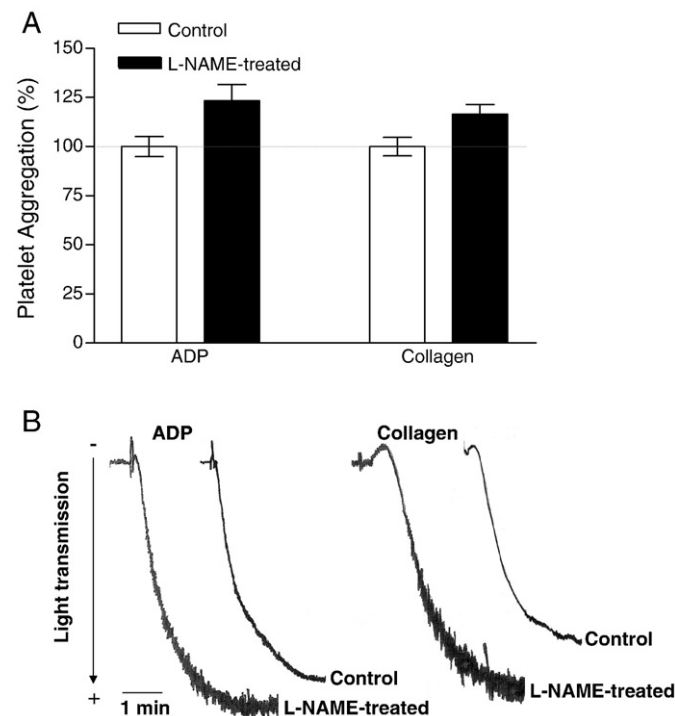 A
Control
L-NAME-treated
Platelet Aggregation (%)
150
125
100
75
50
25
0
ADP
Collagen
B
ADP
Collagen
Light transmission
-
+
1 min
Control
L-NAME-treated
Control
L-NAME-treated